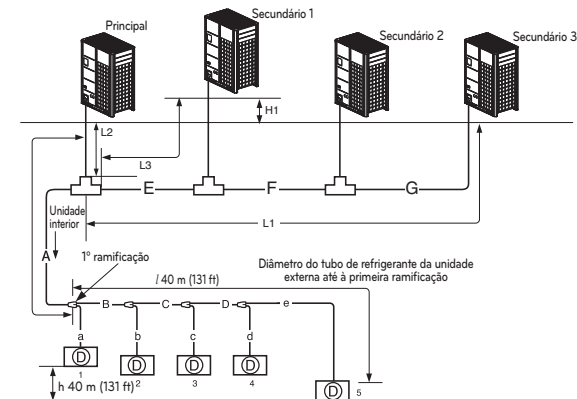 Principal
Secundário 1
Secundário 2
Secundário 3
H1
L2
L3
E
F
G
L1
Unidade
interior
A
1º ramificação
Diâmetro do tubo de refrigerante da unidade
externa até à primeira ramificação
l 40 m (131 ft)
B
C
D
e
a
b
c
d
D
D
D
D
D
1
2
3
4
5
h 40 m (131 ft)